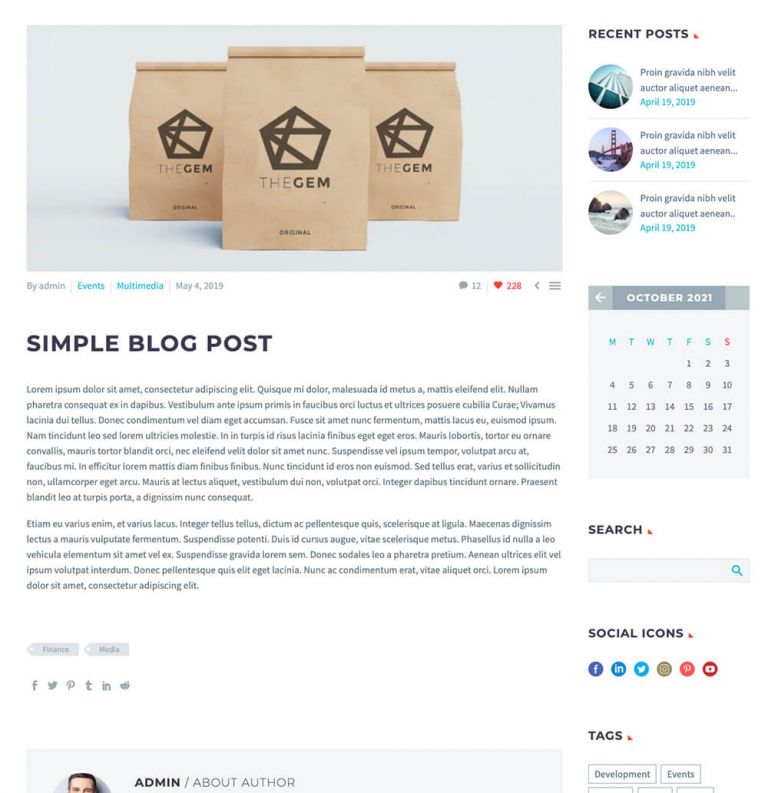 THEGEM
ORIGINAL
THEGEM
ORIGINAL
THEGEM
ORIGINAL
By admin Events Multimedia May 4, 2019
12 228
SIMPLE BLOG POST
Lorem ipsum dolor sit amet, consectetur adipiscing elit. Quisque mi dolor, malesuada id metus a, mattis eleifend elit. Nullam
pharetra consequat ex in dapibus. Vestibulum ante ipsum primis in faucibus orci luctus et ultrices posuere cubilia Curae; Vivamus
lacinia dui tellus. Donec condimentum vel diam eget accumsan. Fusce sit amet nunc fermentum, mattis lacus eu, euismod ipsum.
Nam tincidunt leo sed lorem ultricies molestie. In in turpis id risus lacinia finibus eget eget eros. Mauris lobortis, tortor eu ornare
convallis, mauris tortor blandit orci, nec eleifend velit dolor sit amet nunc. Suspendisse vel ipsum tempor, volutpat arcu at,
faucibus mi. In efficitur lorem mattis diam finibus finibus. Nunc tincidunt id eros non euismod. Sed tellus erat, varius et sollicitudin
non, ullamcorper eget arcu. Mauris at lectus aliquet, vestibulum dui non, volutpat orci. Integer dapibus tincidunt ornare. Praesent
blandit leo at turpis porta, a dignissim nunc consequat.
Etiam eu varius enim, et varius lacus. Integer tellus tellus, dictum ac pellentesque quis, scelerisque at ligula. Maecenas dignissim
lectus a mauris vulputate fermentum. Suspendisse potenti. Duis id cursus augue, vitae scelerisque metus. Phasellus id nulla a leo
vehicula elementum sit amet vel ex. Suspendisse gravida lorem sem. Donec sodales leo a pharetra pretium. Aenean ultrices elit vel
ipsum volutpat interdum. Donec pellentesque quis elit eget lacinia. Nunc ac condimentum erat, vitae aliquet orci. Lorem ipsum
dolor sit amet, consectetur adipiscing elit.
Finance Media
ADMIN / ABOUT AUTHOR
RECENT POSTS
Proin gravida nibh velit
auctor aliquet aenean...
April 19, 2019
Proin gravida nibh velit
auctor aliquet aenean...
April 19, 2019
Proin gravida nibh velit
auctor aliquet aenean..
April 19, 2019
OCTOBER 2021
M T W T F S S
1 2 3
4 5 6 7 8 9 10
11 12 13 14 15 16 17
18 19 20 21 22 23 24
25 26 27 28 29 30 31
SEARCH
SOCIAL ICONS
TAGS
Development Events